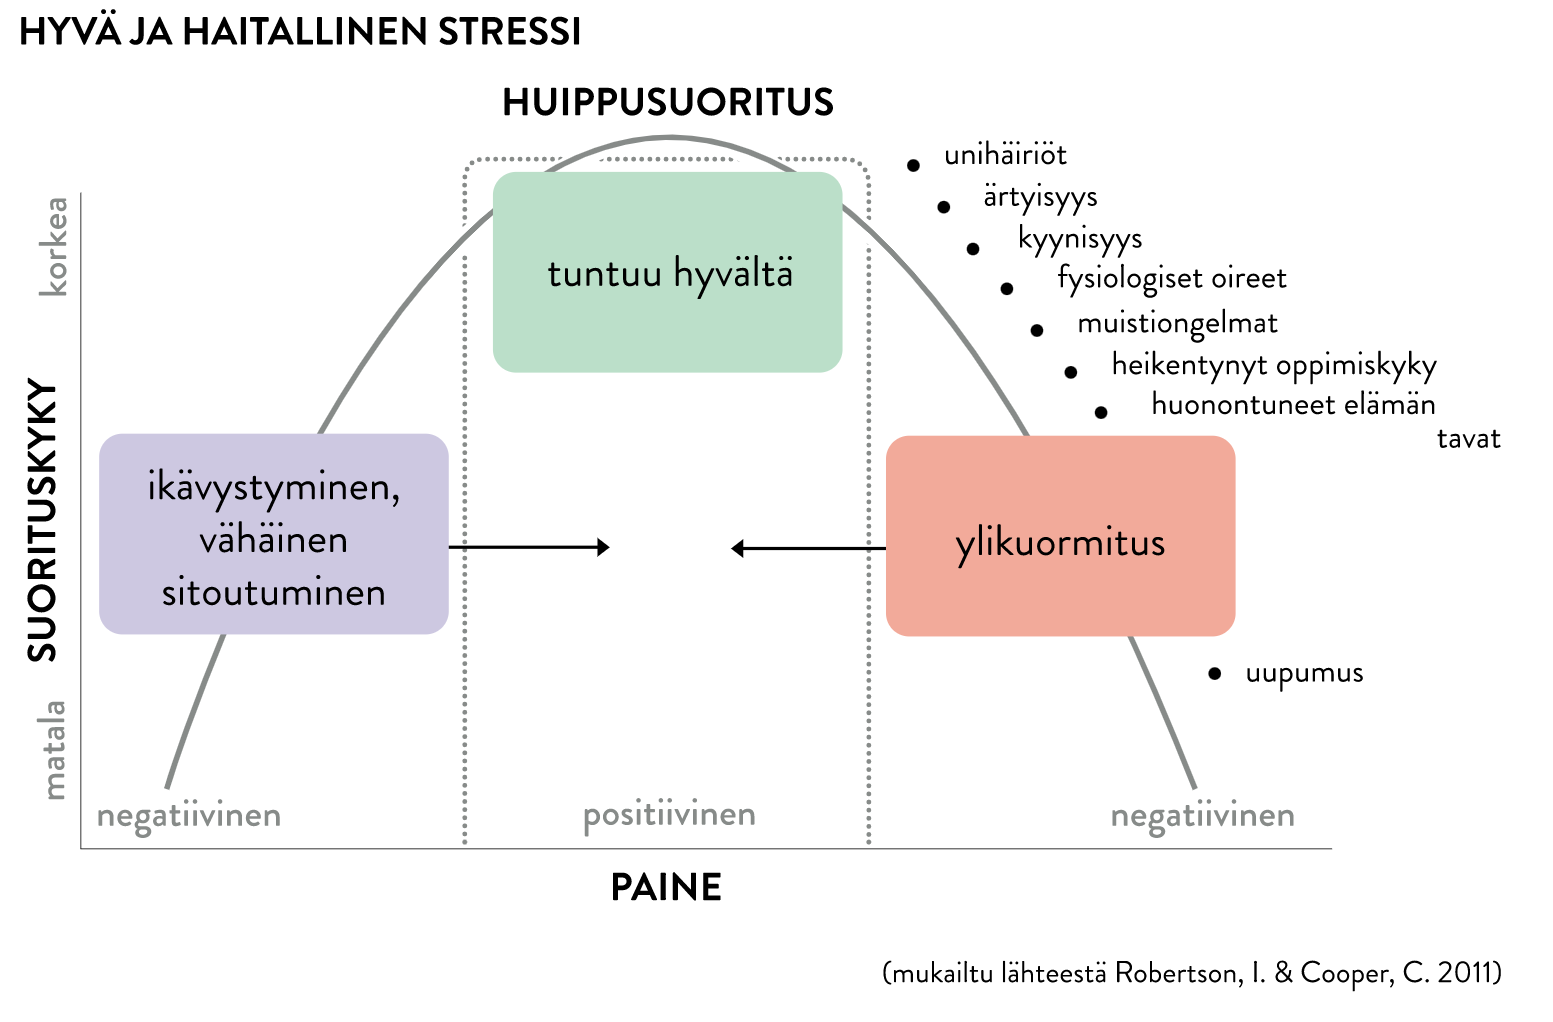 HYVÄ JA HAITALLINEN STRESSI
HUIPPUSUORITUS
unihäiriöt
ärtyisyys
kyynisyys
fysiologiset oireet
muistiongelmat
heikentynyt oppimiskyky
huonontuneet elämän
tavat
korkea
SUORITUSKYKY
matala
tuntuu hyvältä
ikävystyminen,
vähäinen
sitoutuminen
ylikuormitus
uupumus
negatiivinen
positiivinen
negatiivinen
PAINE
(mukailtu lähteestä Robertson, I. & Cooper, C. 2011)